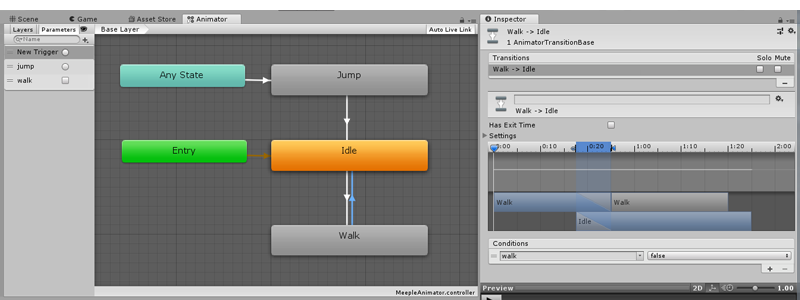 Scene Game Asset Store Animator
Layers Parameters Base Layer Auto Live Link
Name
New Trigger
jump
walk
Any State
Jump
Entry
Idle
Walk
MeepleAnimator.controller
Inspector
Walk -> Idle
1 AnimatorTransitionBase
Transitions Solo Mute
Walk -> Idle
Walk -> Idle
Has Exit Time
Settings
0:00 0:10 0:20 1:00 1:10 1:20 2:00
Walk Walk
Idle
Conditions
walk false
Preview 2D 1.00